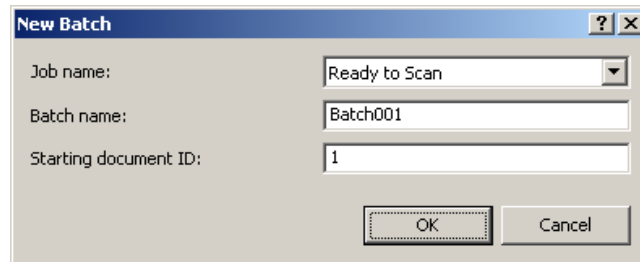 New Batch
Job name: Ready to Scan
Batch name: Batch001
Starting document ID: 1
OK Cancel